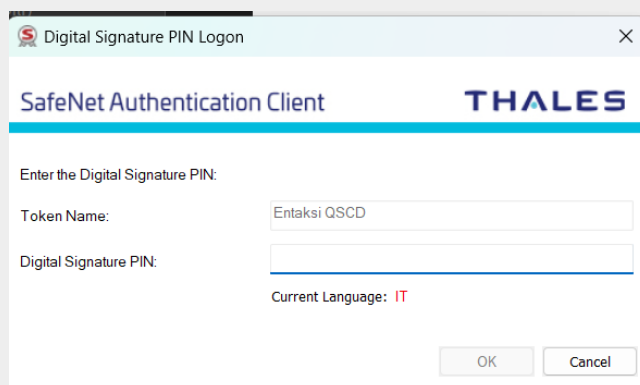 Digital Signature PIN Logon
SafeNet Authentication Client
THALES
Enter the Digital Signature PIN:
Token Name:
Entaksi QSCD
Digital Signature PIN:
Current Language: IT
OK
Cancel